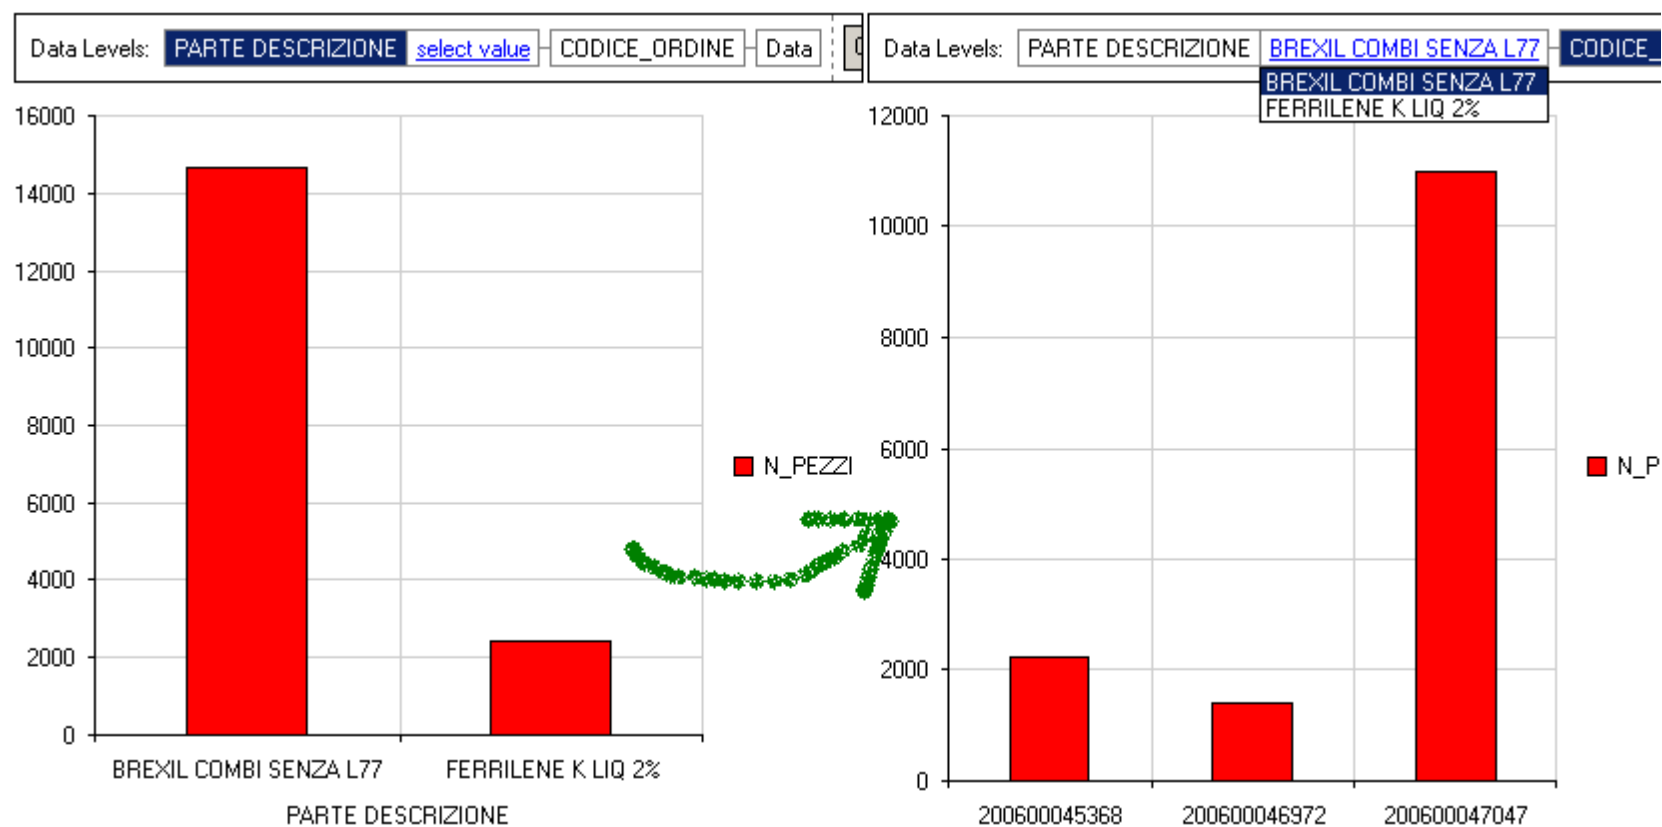 Data Levels: PARTE DESCRIZIONE select value CODICE_ORDINE Data
16000
14000
12000
10000
8000
6000
4000
2000
0
BREXIL COMBI SENZA L77 FERRILENE K LIQ 2%
PARTE DESCRIZIONE
N_PEZZI
Data Levels: PARTE DESCRIZIONE BREXIL COMBI SENZA L77 CODICE_
BREXIL COMBI SENZA L77
FERRILENE K LIQ 2%
12000
10000
8000
6000
4000
2000
0
200600045368 200600046972 200600047047
N_P